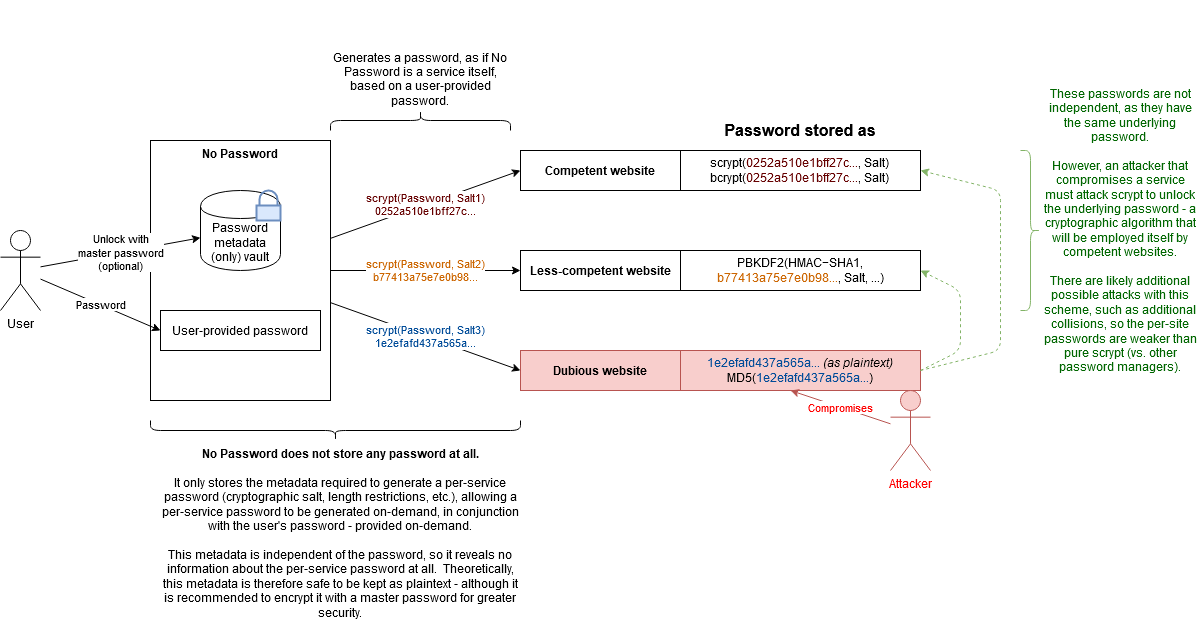 Generates a password, as if No
Password is a service itself,
based on a user-provided
password.
No Password
Password
metadata
(only) vault
Unlock with
master password
(optional)
Password
User
User-provided password
scrypt(Password, Salt1)
0252a510e1bff27c...
scrypt(Password, Salt2)
b77413a75e7e0b98...
scrypt(Password, Salt3)
1e2efafd437a565a...
Password stored as
Competent website
scrypt(0252a510e1bff27c..., Salt)
bcrypt(0252a510e1bff27c..., Salt)
Less-competent website
PBKDF2(HMAC−SHA1,
b77413a75e7e0b98..., Salt, ...)
Dubious website
1e2efafd437a565a... (as plaintext)
MD5(1e2efafd437a565a...)
Compromises
Attacker
These passwords are not
independent, as they have
the same underlying
password.
However, an attacker that
compromises a service
must attack scrypt to unlock
the underlying password - a
cryptographic algorithm that
will be employed itself by
competent websites.
There are likely additional
possible attacks with this
scheme, such as additional
collisions, so the per-site
passwords are weaker than
pure scrypt (vs. other
password managers).
No Password does not store any password at all.
It only stores the metadata required to generate a per-service
password (cryptographic salt, length restrictions, etc.), allowing a
per-service password to be generated on-demand, in conjunction
with the user's password - provided on-demand.
This metadata is independent of the password, so it reveals no
information about the per-service password at all.  Theoretically,
this metadata is therefore safe to be kept as plaintext - although it
is recommended to encrypt it with a master password for greater
security.